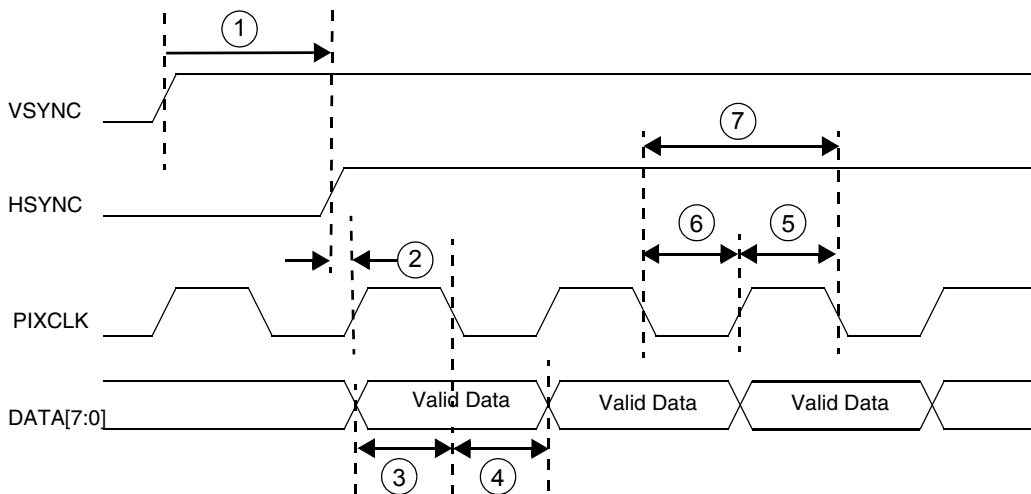 1
VSYNC
7
HSYNC
6 5
2
PIXCLK
Valid Data Valid Data Valid Data
DATA[7:0]
3 4